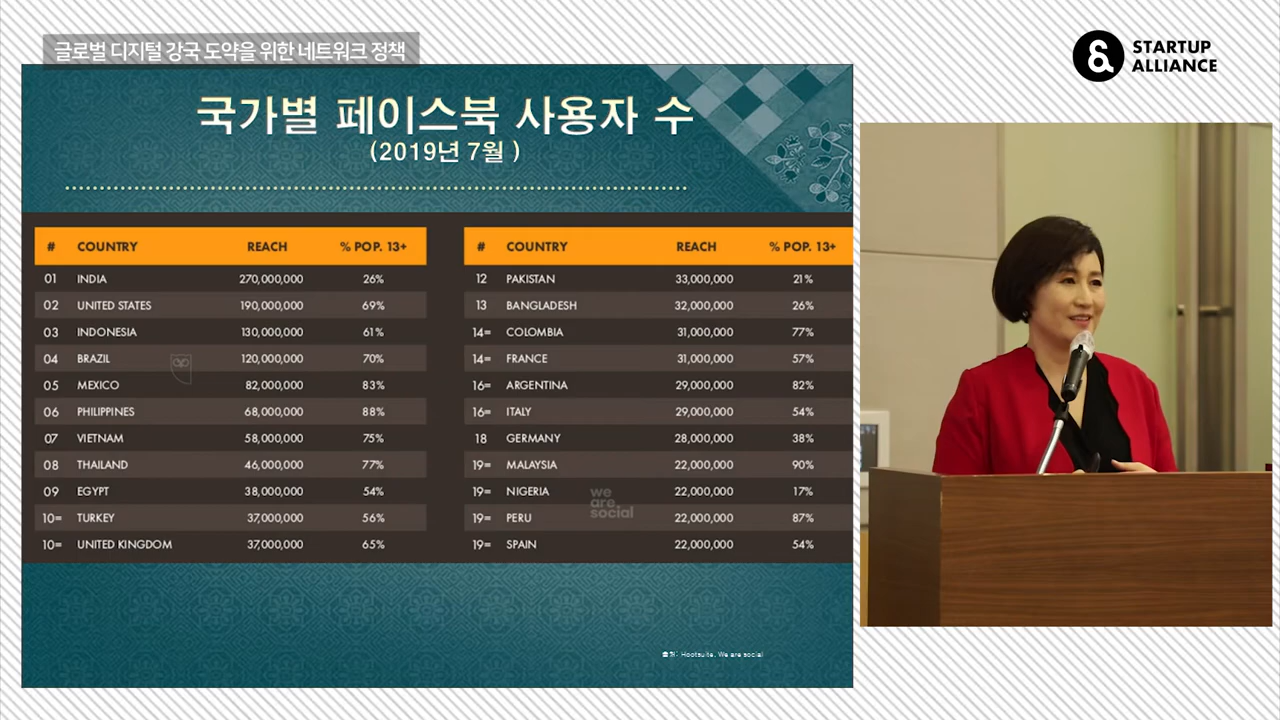 글로벌 디지털 강국 도약을 위한 네트워크 정책
STARTUP
ALLIANCE
국가별 페이스북 사용자 수
(2019년 7월 )
# COUNTRY REACH % POP. 13+
01 INDIA 270,000,000 26%
02 UNITED STATES 190,000,000 69%
03 INDONESIA 130,000,000 61%
04 BRAZIL 120,000,000 70%
05 MEXICO 82,000,000 83%
06 PHILIPPINES 68,000,000 88%
07 VIETNAM 58,000,000 75%
08 THAILAND 46,000,000 77%
09 EGYPT 38,000,000 54%
10= TURKEY 37,000,000 56%
10= UNITED KINGDOM 37,000,000 65%
# COUNTRY REACH % POP. 13+
12 PAKISTAN 33,000,000 21%
13 BANGLADESH 32,000,000 26%
14= COLOMBIA 31,000,000 77%
14= FRANCE 31,000,000 57%
16= ARGENTINA 29,000,000 82%
16= ITALY 29,000,000 54%
18 GERMANY 28,000,000 38%
19= MALAYSIA 22,000,000 90%
19= NIGERIA 22,000,000 17%
19= PERU 22,000,000 87%
19= SPAIN 22,000,000 54%
we
are
social
출처: Hootsuite, We are social